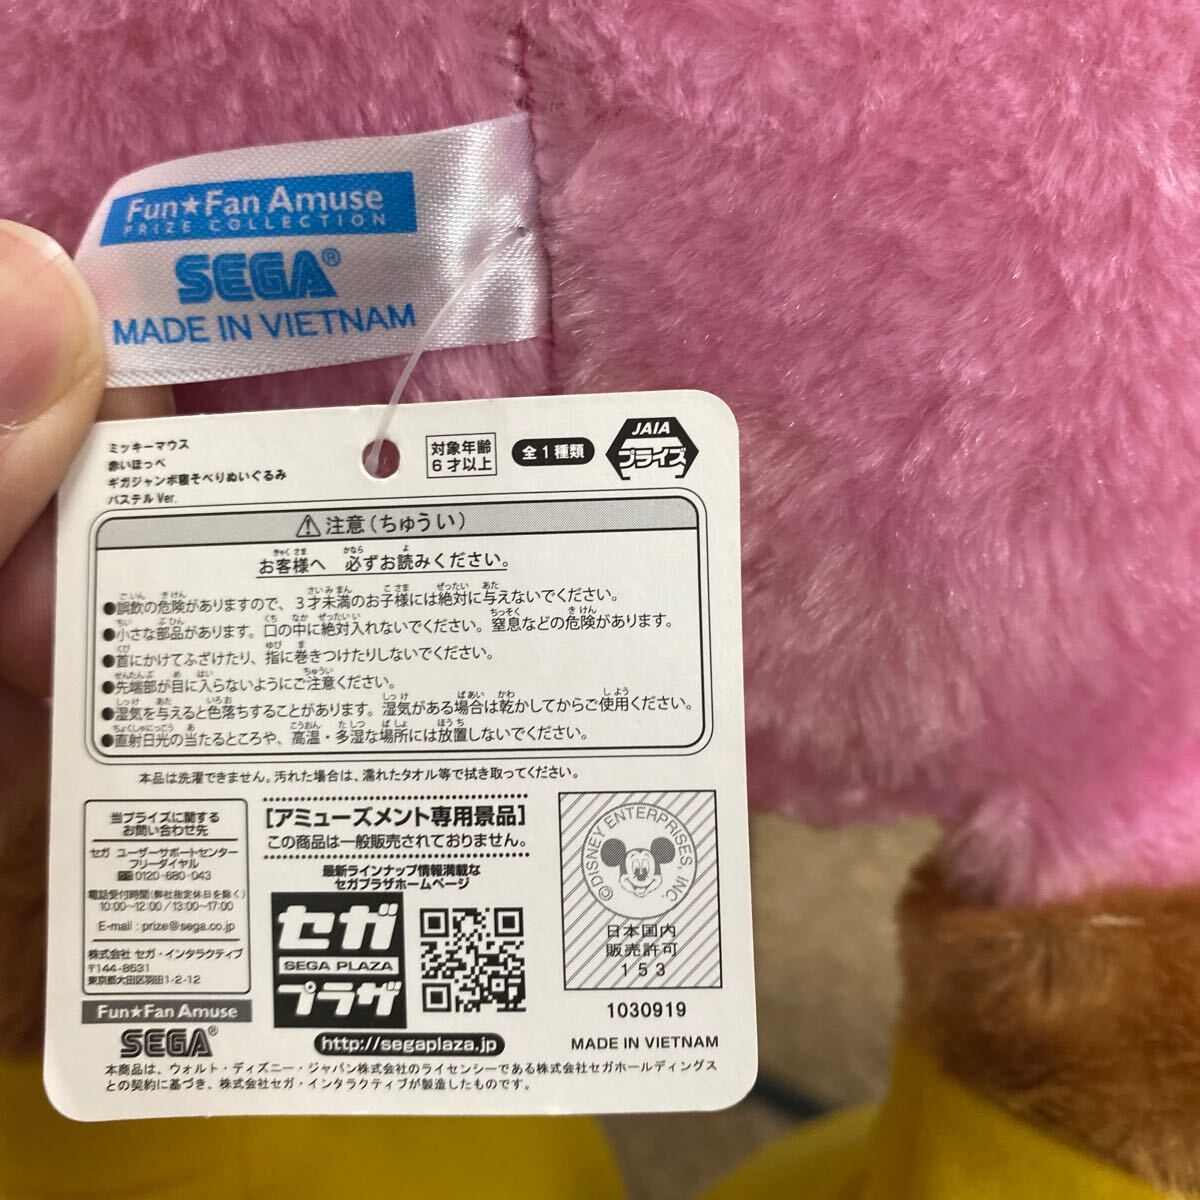 Fun★Fan Amuse
PRIZE COLLECTION
SEGA®
MADE IN VIETNAM
ミッキーマウス
赤いほっぺ
ギガジャンボ寝そべりぬいぐるみ
パステル Ver.
対象年齢
6才以上
全1種類
JAIA
プライズ
⚠注意(ちゅうい)
お客様へ 必ずお読みください。
●誤飲の危険がありますので、3才未満のお子様には絶対に与えないでください。
●小さな部品があります。口の中に絶対入れないでください。窒息などの危険があります。
●首にかけてふざけたり、指に巻きつけたりしないでください。
●先端部が目に入らないようにご注意ください。
●湿気を与えると色落ちすることがあります。湿気がある場合は乾かしてからご使用ください。
●直射日光の当たるところや、高温・多湿な場所には放置しないでください。
本品は洗濯できません。汚れた場合は、濡れたタオル等で拭き取ってください。
当プライズに関する
お問い合わせ先
セガ ユーザーサポートセンター
フリーダイヤル
0120-680-043
電話受付時間(弊社指定休日を除く)
10:00~12:00/13:00~17:00
E-mail : prize@sega.co.jp
株式会社 セガ・インタラクティブ
〒144-8531
東京都大田区羽田1-2-12
Fun★Fan Amuse
SEGA®
[アミューズメント専用景品]
この商品は一般販売されておりません。
最新ラインナップ情報満載な
セガプラザホームページ
セガ
SEGA PLAZA
プラザ
http://segaplaza.jp
©DISNEY ENTERPRISES, INC.
日本国内
販売許可
153
1030919
MADE IN VIETNAM
本商品は、ウォルト・ディズニー・ジャパン株式会社のライセンシーである株式会社セガホールディングス
との契約に基づき、株式会社セガ・インタラクティブが製造したものです。